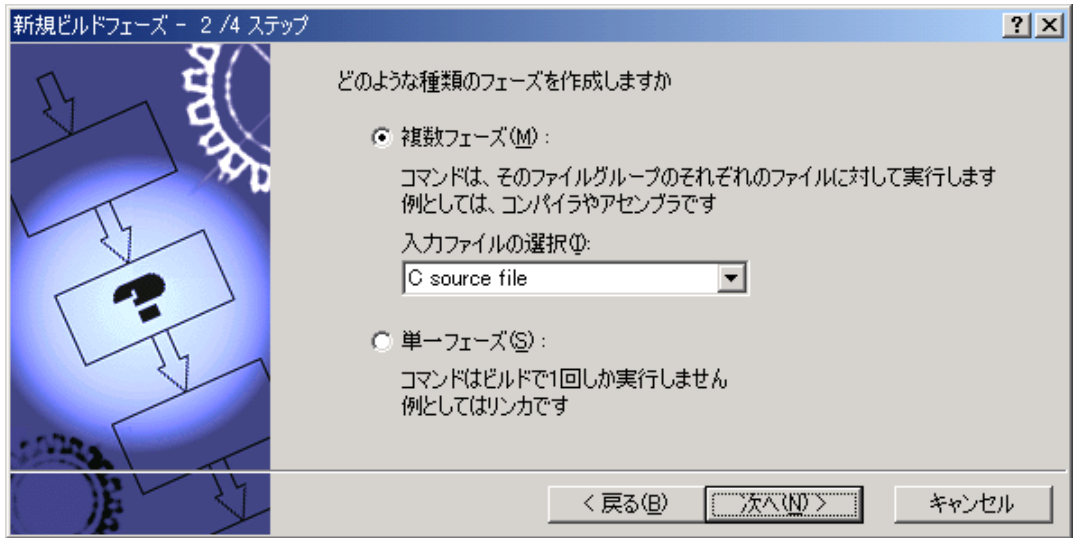 新規ビルドフェーズ - 2 /4 ステップ
どのような種類のフェーズを作成しますか
複数フェーズ(M) :
コマンドは、そのファイルグループのそれぞれのファイルに対して実行します
例としては、コンパイラやアセンブラです
入力ファイルの選択(I):
C source file
単一フェーズ(S) :
コマンドはビルドで1回しか実行しません
例としてはリンカです
< 戻る(B) 次へ(N) > キャンセル